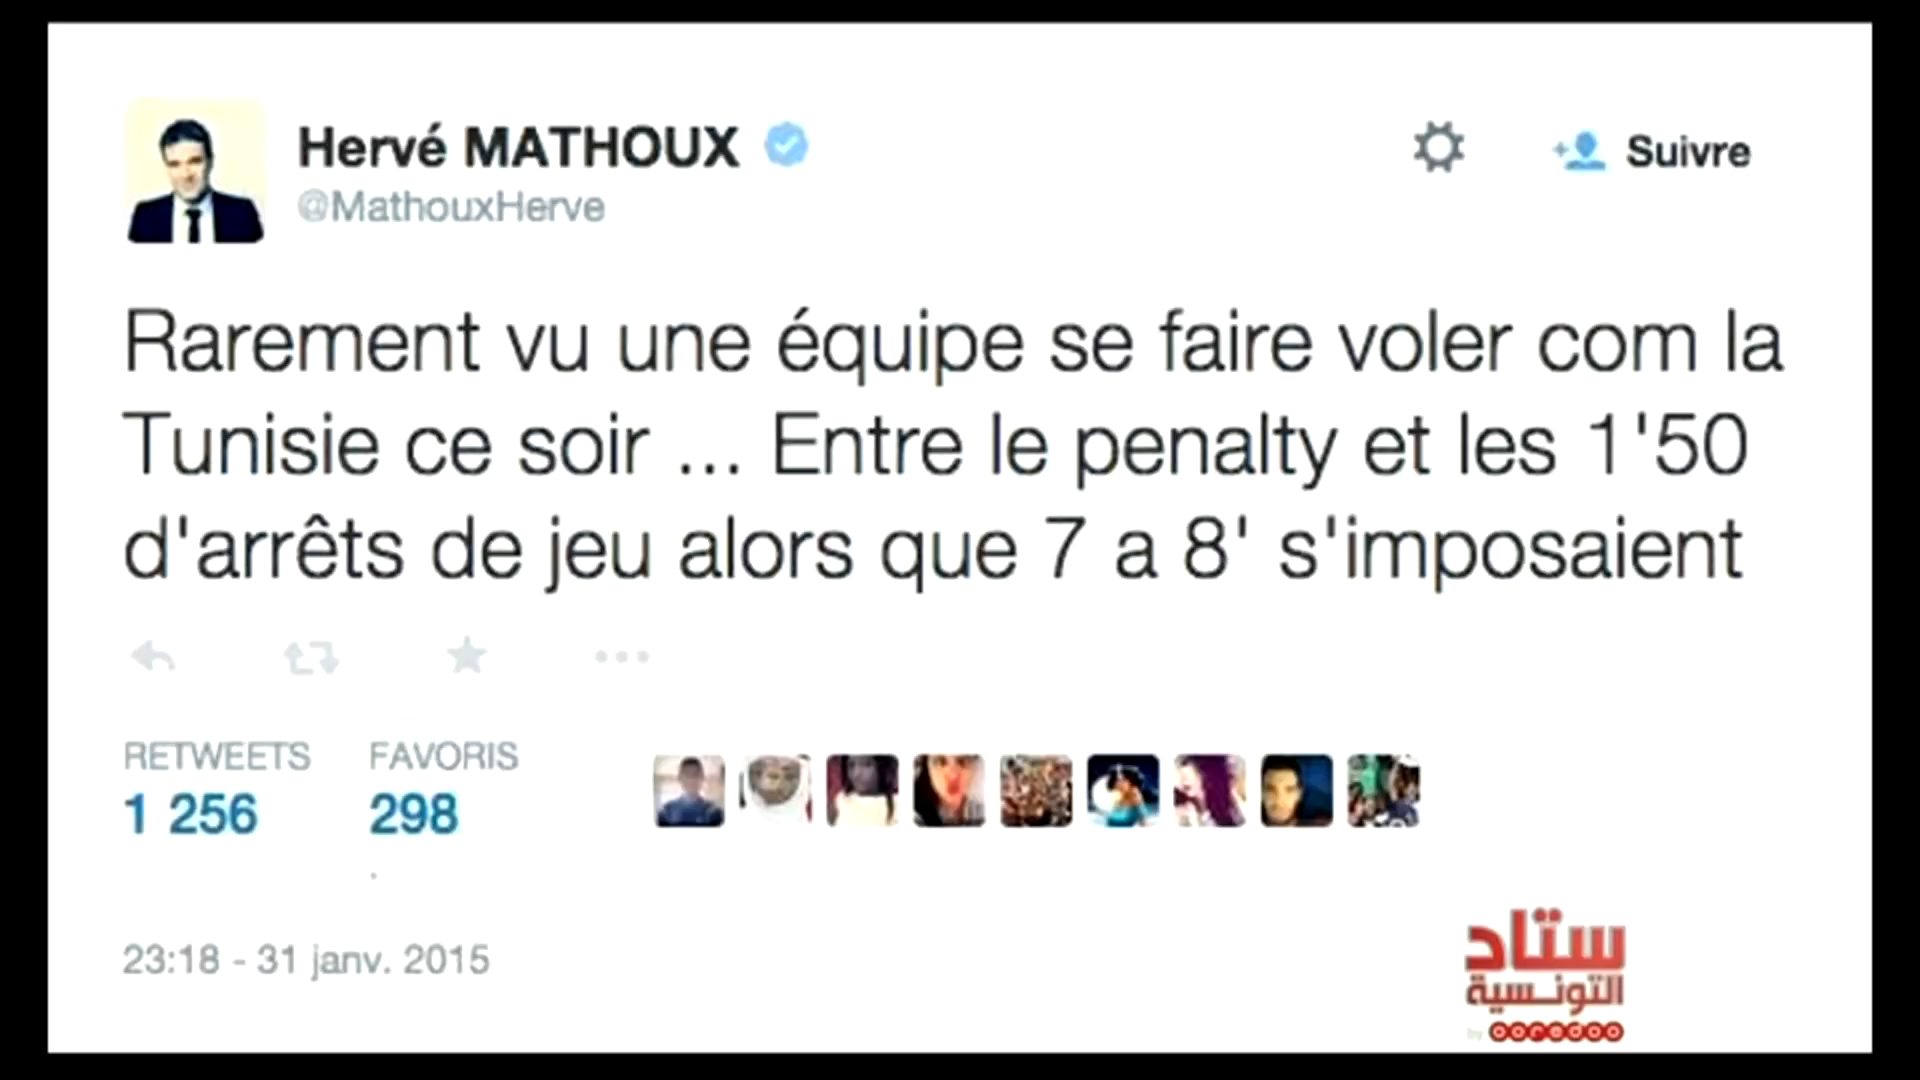 Hervé MATHOUX
@MathouxHerve
Suivre
Rarement vu une équipe se faire voler com la
Tunisie ce soir ... Entre le penalty et les 1'50
d'arrêts de jeu alors que 7 a 8' s'imposaient
RETWEETS FAVORIS
1 256 298
23:18 - 31 janv. 2015
ستاد
التونسية
by ooredoo